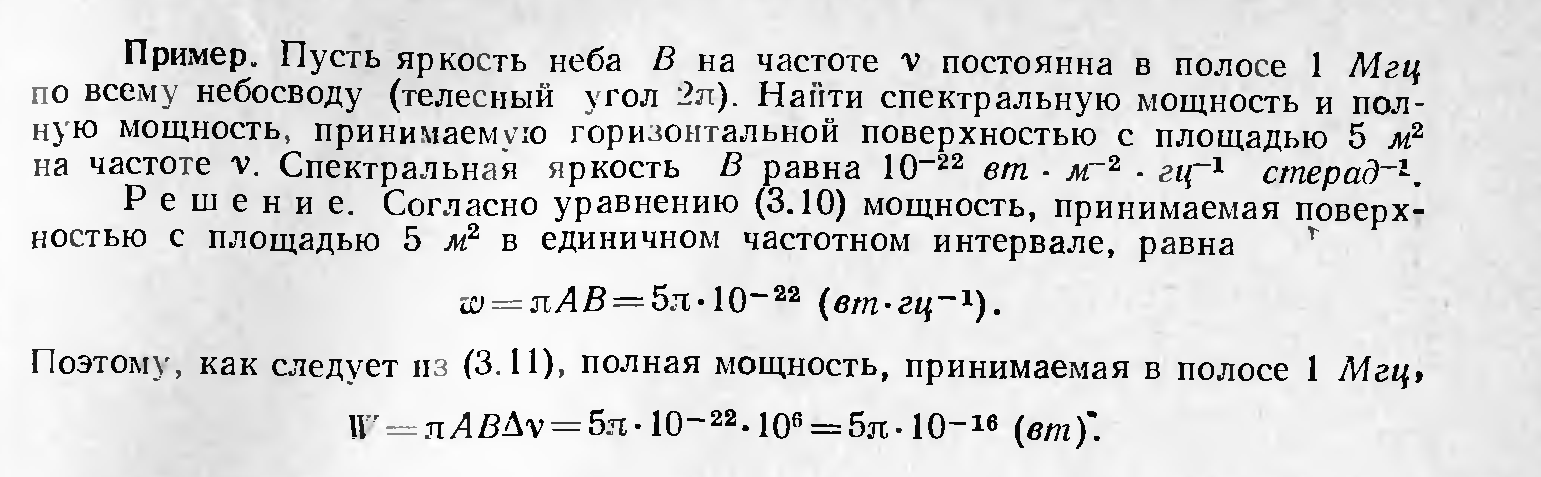 Пример. Пусть яркость неба B на частоте ν постоянна в полосе 1 Мгц
по всему небосводу (телесный угол 2π). Найти спектральную мощность и пол-
ную мощность, принимаемую горизонтальной поверхностью с площадью 5 м²
на частоте ν. Спектральная яркость B равна 10⁻²² вт · м⁻² · гц⁻¹ стерад⁻¹.
Решение. Согласно уравнению (3.10) мощность, принимаемая поверх-
ностью с площадью 5 м² в единичном частотном интервале, равна
w = πAB = 5π · 10⁻²² (вт · гц⁻¹).
Поэтому, как следует из (3.11), полная мощность, принимаемая в полосе 1 Мгц,
W = πABΔν = 5π · 10⁻²² · 10⁶ = 5π · 10⁻¹⁶ (вт).